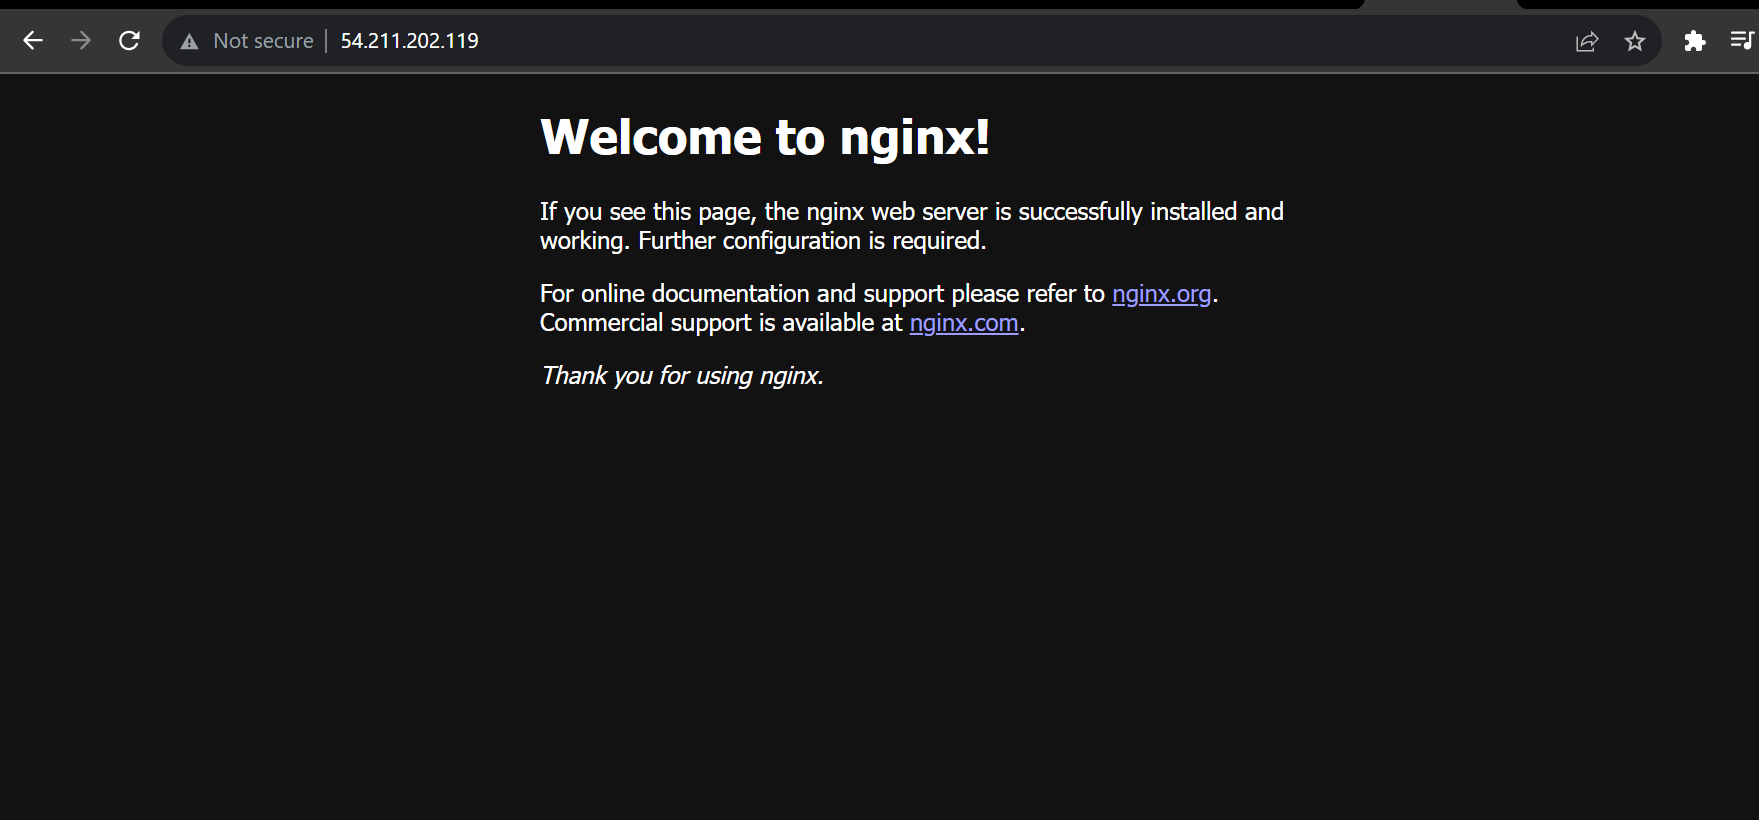 Not secure | 54.211.202.119
Welcome to nginx!
If you see this page, the nginx web server is successfully installed and
working. Further configuration is required.
For online documentation and support please refer to nginx.org.
Commercial support is available at nginx.com.
Thank you for using nginx.